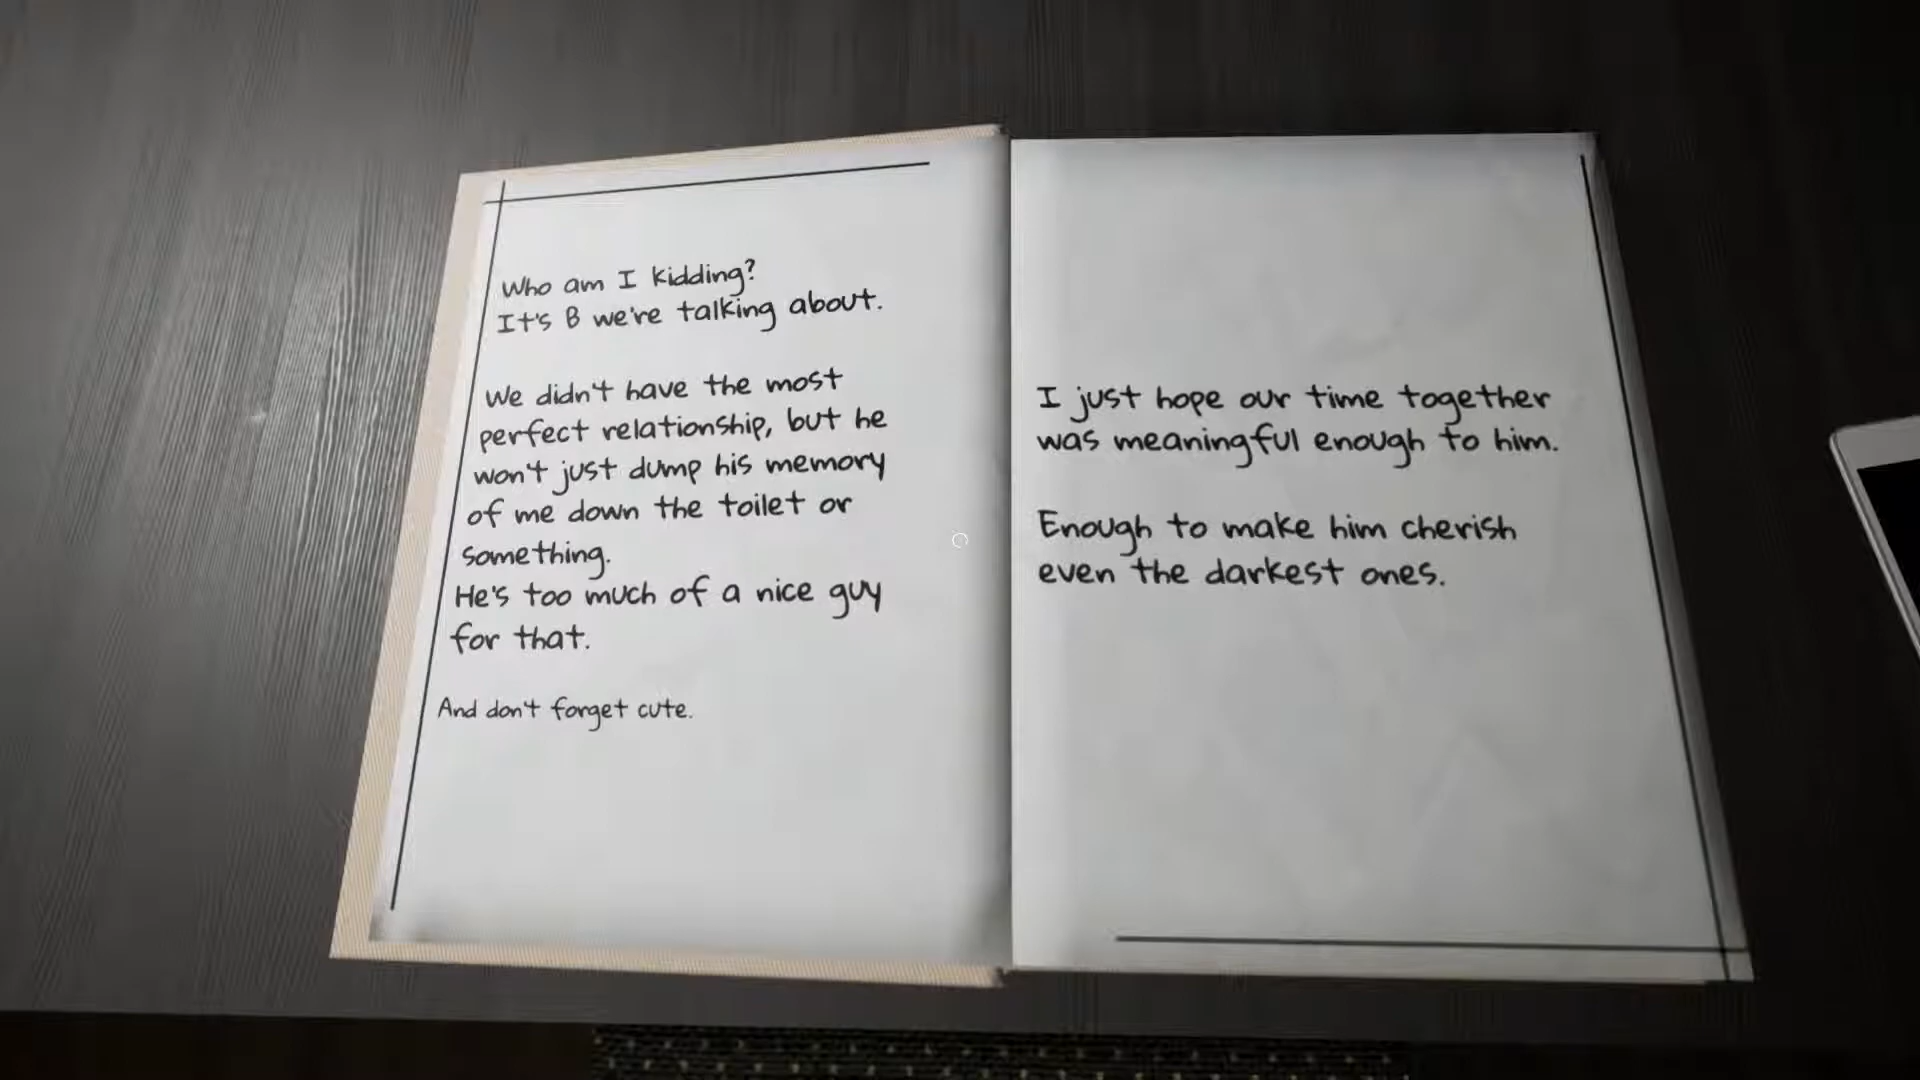 Who am I kidding?
It's B we're talking about.
We didn't have the most
perfect relationship, but he
won't just dump his memory
of me down the toilet or
something.
He's too much of a nice guy
for that.
And don't forget cute.
I just hope our time together
was meaningful enough to him.
Enough to make him cherish
even the darkest ones.